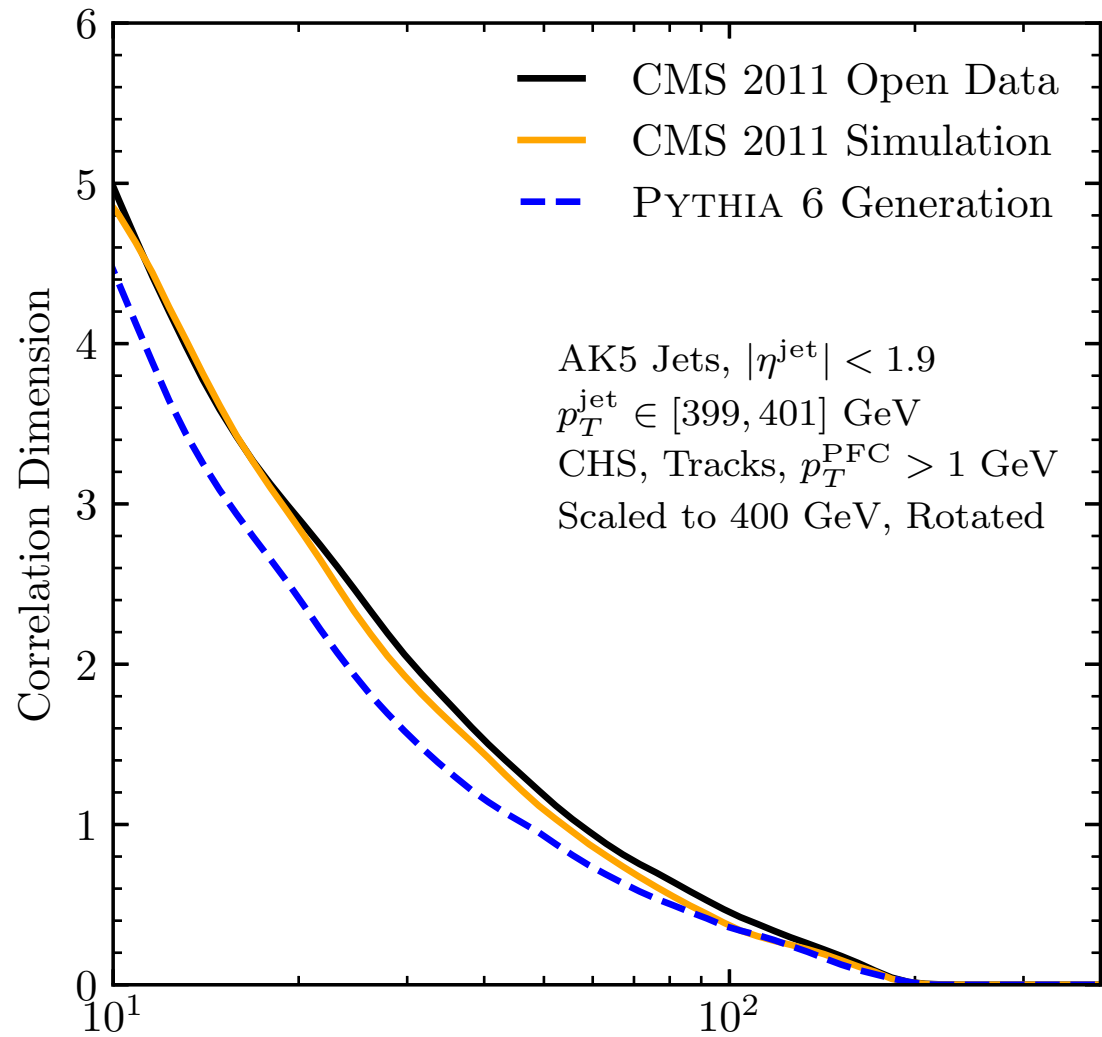 6
5
4
3
2
1
0
Correlation Dimension
CMS 2011 Open Data
CMS 2011 Simulation
PYTHIA 6 Generation
AK5 Jets, |η^jet| < 1.9
p_T^jet ∈ [399, 401] GeV
CHS, Tracks, p_T^PFC > 1 GeV
Scaled to 400 GeV, Rotated
10^1
10^2